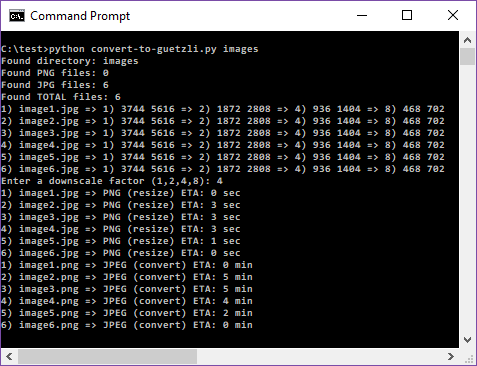 Command Prompt
C:\test>python convert-to-guetzli.py images
Found directory: images
Found PNG files: 0
Found JPG files: 6
Found TOTAL files: 6
1) image1.jpg => 1) 3744 5616 => 2) 1872 2808 => 4) 936 1404 => 8) 468 702
2) image2.jpg => 1) 3744 5616 => 2) 1872 2808 => 4) 936 1404 => 8) 468 702
3) image3.jpg => 1) 3744 5616 => 2) 1872 2808 => 4) 936 1404 => 8) 468 702
4) image4.jpg => 1) 3744 5616 => 2) 1872 2808 => 4) 936 1404 => 8) 468 702
5) image5.jpg => 1) 3744 5616 => 2) 1872 2808 => 4) 936 1404 => 8) 468 702
6) image6.jpg => 1) 3744 5616 => 2) 1872 2808 => 4) 936 1404 => 8) 468 702
Enter a downscale factor (1,2,4,8): 4
1) image1.jpg => PNG (resize) ETA: 0 sec
2) image2.jpg => PNG (resize) ETA: 3 sec
3) image3.jpg => PNG (resize) ETA: 3 sec
4) image4.jpg => PNG (resize) ETA: 3 sec
5) image5.jpg => PNG (resize) ETA: 1 sec
6) image6.jpg => PNG (resize) ETA: 0 sec
1) image1.png => JPEG (convert) ETA: 0 min
2) image2.png => JPEG (convert) ETA: 5 min
3) image3.png => JPEG (convert) ETA: 5 min
4) image4.png => JPEG (convert) ETA: 4 min
5) image5.png => JPEG (convert) ETA: 2 min
6) image6.png => JPEG (convert) ETA: 0 min